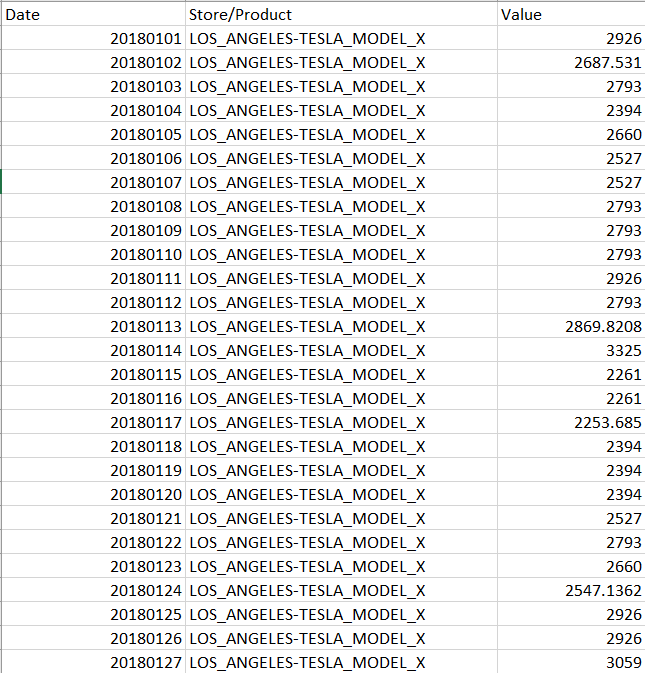 Date Store/Product Value
20180101 LOS_ANGELES-TESLA_MODEL_X 2926
20180102 LOS_ANGELES-TESLA_MODEL_X 2687.531
20180103 LOS_ANGELES-TESLA_MODEL_X 2793
20180104 LOS_ANGELES-TESLA_MODEL_X 2394
20180105 LOS_ANGELES-TESLA_MODEL_X 2660
20180106 LOS_ANGELES-TESLA_MODEL_X 2527
20180107 LOS_ANGELES-TESLA_MODEL_X 2527
20180108 LOS_ANGELES-TESLA_MODEL_X 2793
20180109 LOS_ANGELES-TESLA_MODEL_X 2793
20180110 LOS_ANGELES-TESLA_MODEL_X 2793
20180111 LOS_ANGELES-TESLA_MODEL_X 2926
20180112 LOS_ANGELES-TESLA_MODEL_X 2793
20180113 LOS_ANGELES-TESLA_MODEL_X 2869.8208
20180114 LOS_ANGELES-TESLA_MODEL_X 3325
20180115 LOS_ANGELES-TESLA_MODEL_X 2261
20180116 LOS_ANGELES-TESLA_MODEL_X 2261
20180117 LOS_ANGELES-TESLA_MODEL_X 2253.685
20180118 LOS_ANGELES-TESLA_MODEL_X 2394
20180119 LOS_ANGELES-TESLA_MODEL_X 2394
20180120 LOS_ANGELES-TESLA_MODEL_X 2394
20180121 LOS_ANGELES-TESLA_MODEL_X 2527
20180122 LOS_ANGELES-TESLA_MODEL_X 2793
20180123 LOS_ANGELES-TESLA_MODEL_X 2660
20180124 LOS_ANGELES-TESLA_MODEL_X 2547.1362
20180125 LOS_ANGELES-TESLA_MODEL_X 2926
20180126 LOS_ANGELES-TESLA_MODEL_X 2926
20180127 LOS_ANGELES-TESLA_MODEL_X 3059